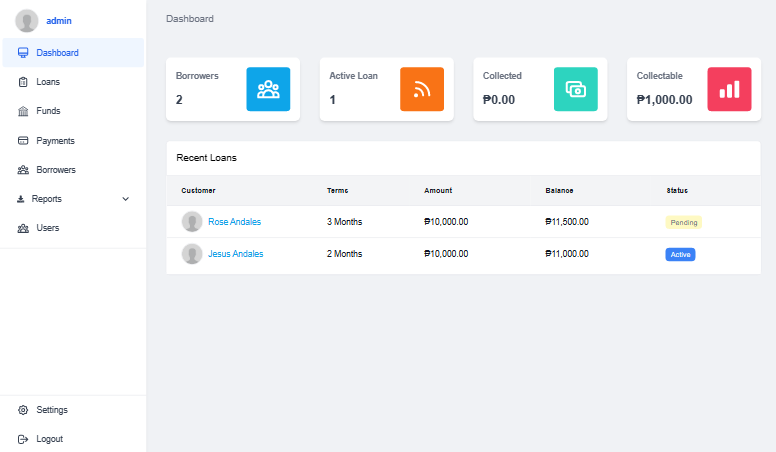 admin
Dashboard
Loans
Funds
Payments
Borrowers
Reports
Users
Settings
Logout
Dashboard
Borrowers
2
Active Loan
1
Collected
₱0.00
Collectable
₱1,000.00
Recent Loans
Customer Terms Amount Balance Status
Rose Andales 3 Months ₱10,000.00 ₱11,500.00 Pending
Jesus Andales 2 Months ₱10,000.00 ₱11,000.00 Active